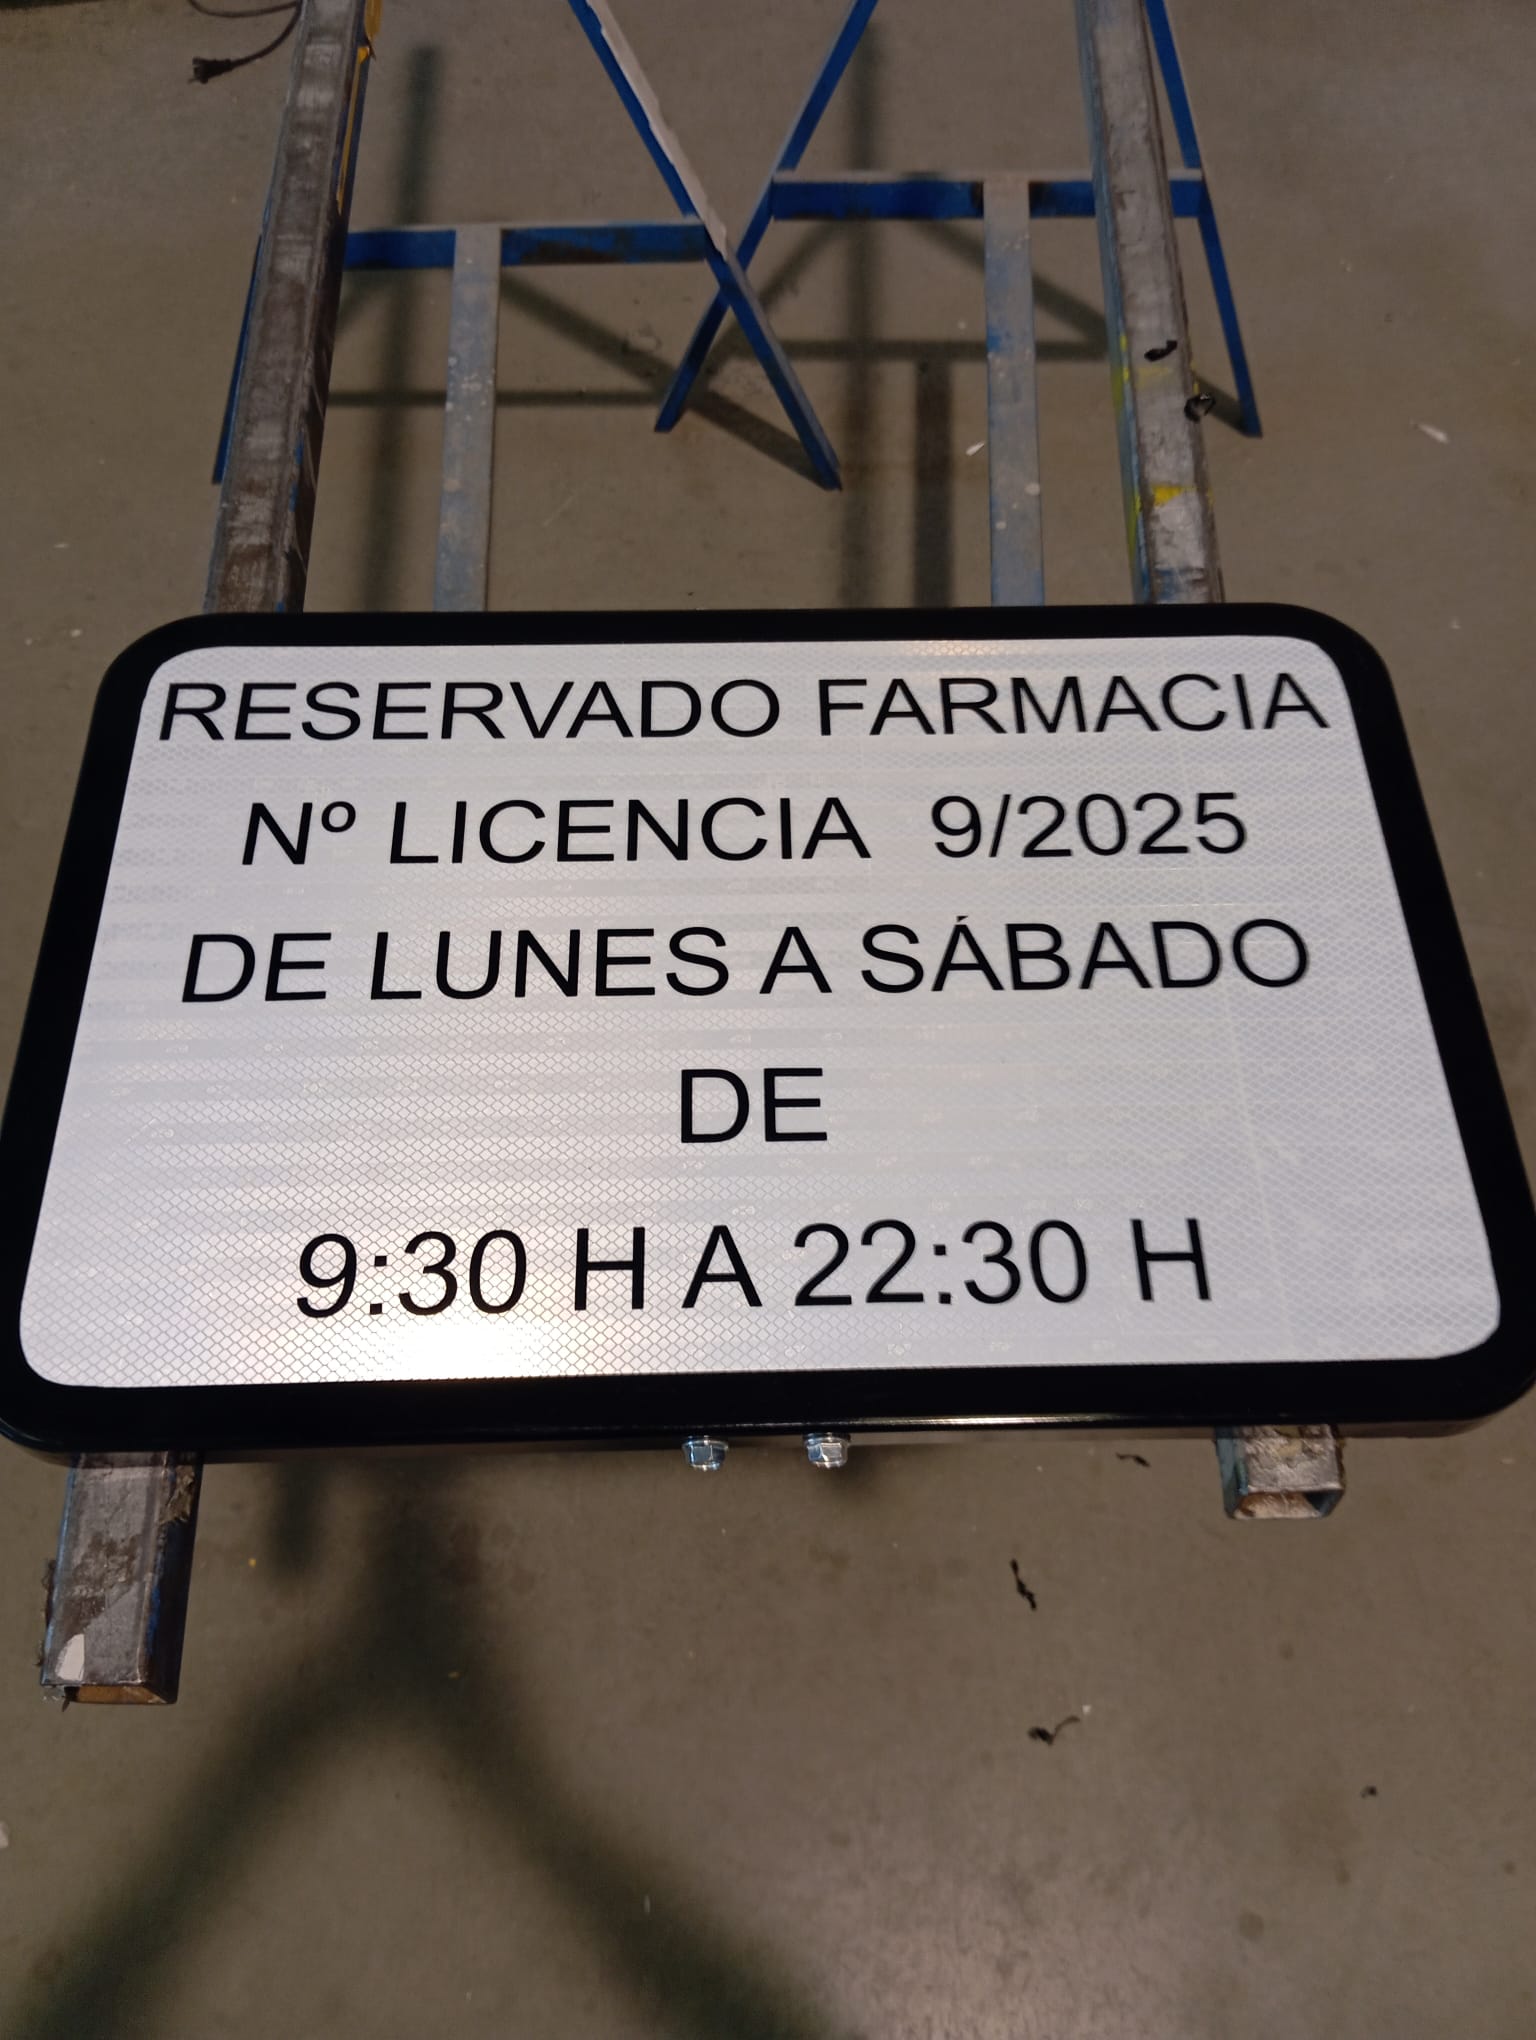 RESERVADO FARMACIA
Nº LICENCIA 9/2025
DE LUNES A SÁBADO
DE
9:30 H A 22:30 H